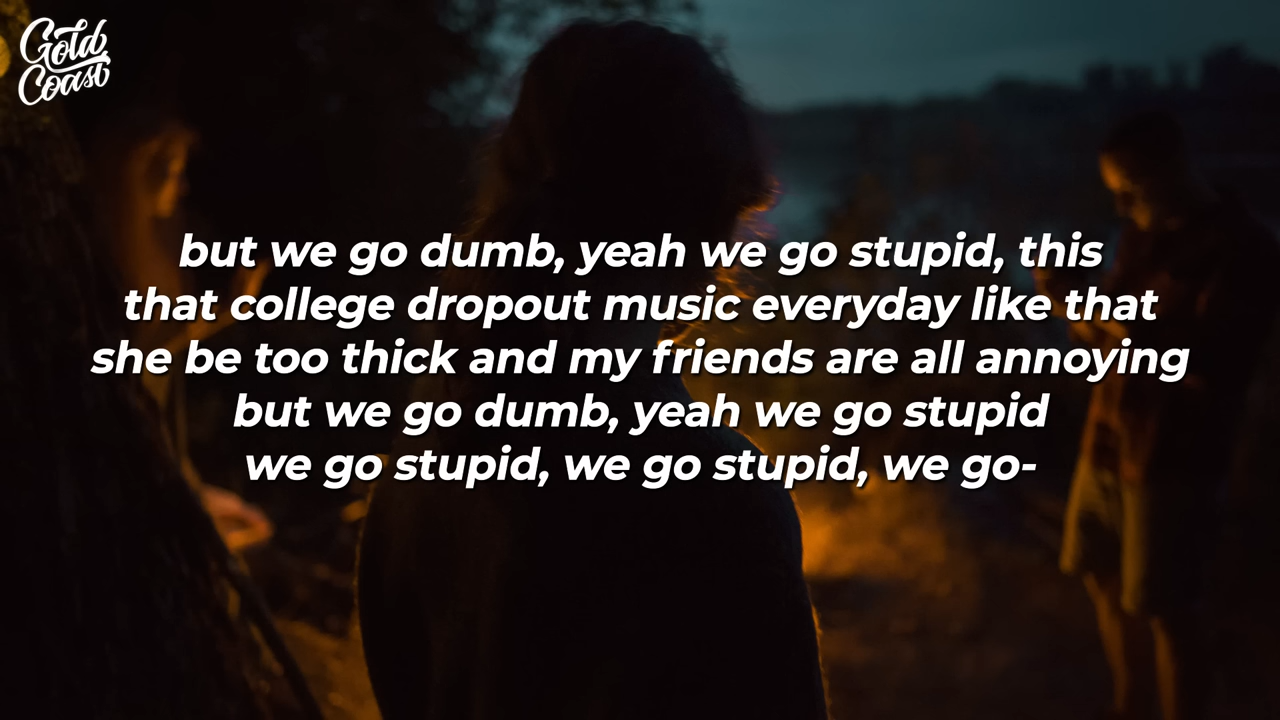 Gold
Coast
but we go dumb, yeah we go stupid, this
that college dropout music everyday like that
she be too thick and my friends are all annoying
but we go dumb, yeah we go stupid
we go stupid, we go stupid, we go-